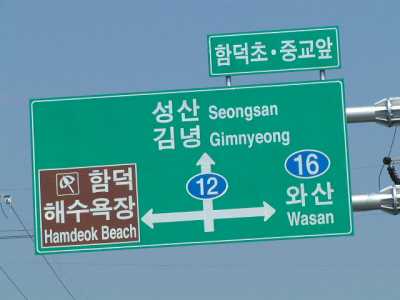 함덕초·중교앞
성산 Seongsan
김녕 Gimnyeong
함덕
해수욕장
Hamdeok Beach
12
16
와산
Wasan